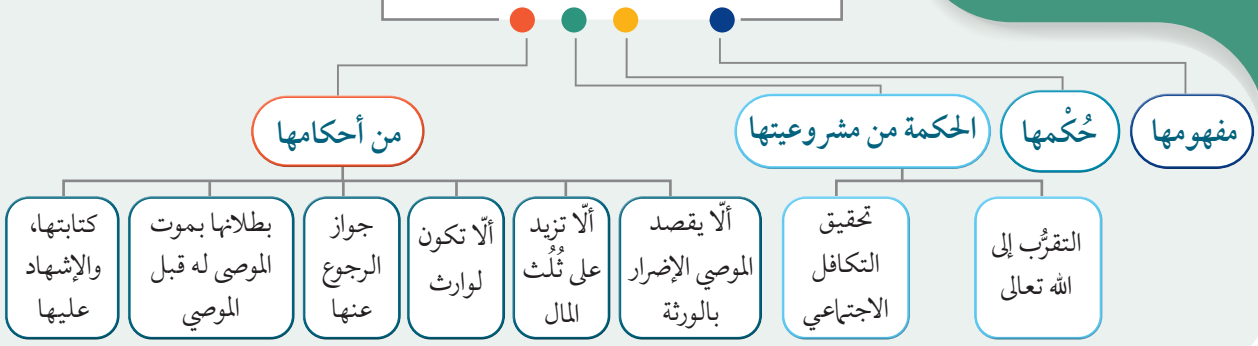 مفهومها
حُكْمها
الحكمة من مشروعيتها
من أحكامها
التقرُّب إلى
الله تعالى
تحقيق
التكافل
الاجتماعي
ألّا يقصد
الموصي الإضرار
بالورثة
ألّا تزيد
على ثُلُث
المال
ألّا تكون
لوارث
جواز
الرجوع
عنها
بطلانها بموت
الموصى له قبل
الموصي
كتابتها،
والإشهاد
عليها